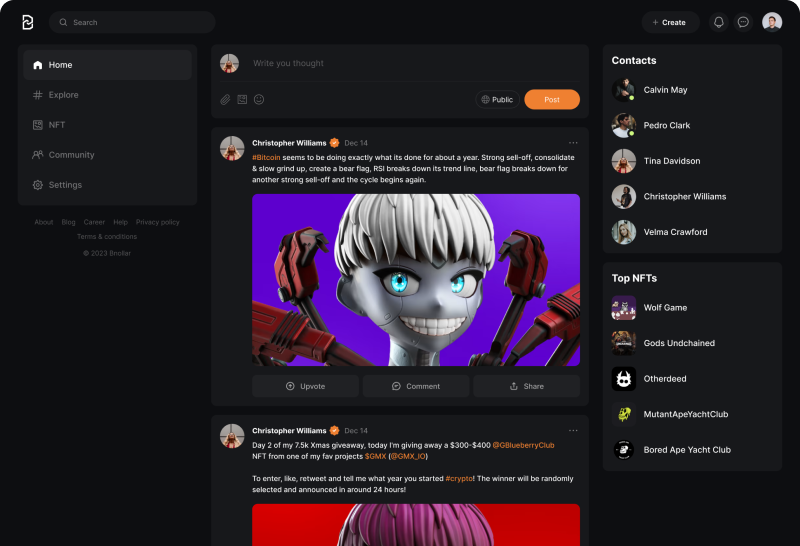 Search
Create
Home
Explore
NFT
Community
Settings
About Blog Career Help Privacy policy
Terms & conditions
© 2023 Bnoller
Write you thought
Public
Post
Christopher Williams Dec 14
#Bitcoin seems to be doing exactly what its done for about a year. Strong sell-off, consolidate
& slow grind up, create a bear flag, RSI breaks down its trend line, bear flag breaks down for
another strong sell-off and the cycle begins again.
Upvote
Comment
Share
Christopher Williams Dec 14
Day 2 of my 7.5k Xmas giveaway, today I'm giving away a $300-$400 @GBlueberryClub
NFT from one of my fav projects $GMX (@GMX_IO)
To enter, like, retweet and tell me what year you started #crypto! The winner will be randomly
selected and announced in around 24 hours!
Contacts
Calvin May
Pedro Clark
Tina Davidson
Christopher Williams
Velma Crawford
Top NFTs
Wolf Game
Gods Undchained
Otherdeed
MutantApeYachtClub
Bored Ape Yacht Club